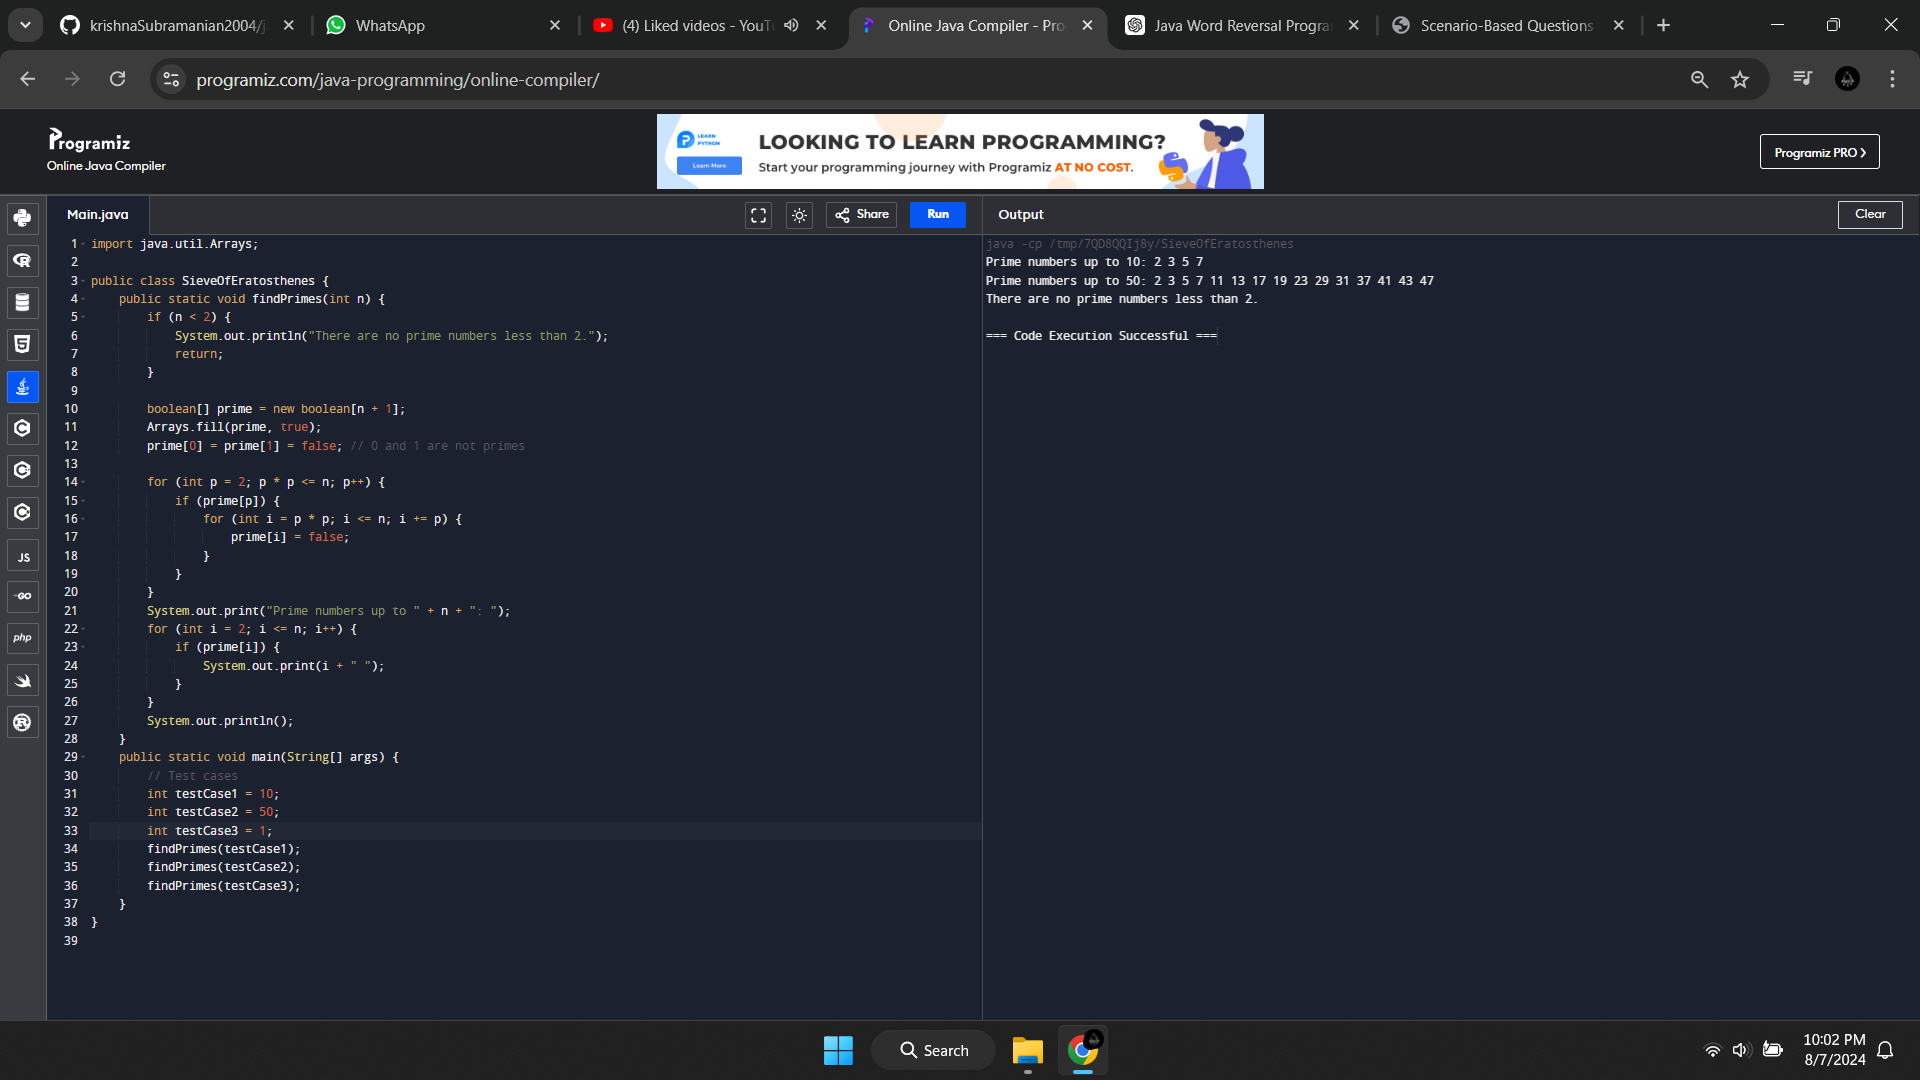 krishnaSubramanian2004/j
WhatsApp
(4) Liked videos - YouTu
Online Java Compiler - Pro
Java Word Reversal Progra
Scenario-Based Questions
programiz.com/java-programming/online-compiler/
Programiz
Online Java Compiler
LEARN PYTHON
Learn More
LOOKING TO LEARN PROGRAMMING?
Start your programming journey with Programiz AT NO COST.
Programiz PRO
Main.java
Share
Run
Output
Clear
1 import java.util.Arrays;
2
3 public class SieveOfEratosthenes {
4 public static void findPrimes(int n) {
5 if (n < 2) {
6 System.out.println("There are no prime numbers less than 2.");
7 return;
8 }
9
10 boolean[] prime = new boolean[n + 1];
11 Arrays.fill(prime, true);
12 prime[0] = prime[1] = false; // 0 and 1 are not primes
13
14 for (int p = 2; p * p <= n; p++) {
15 if (prime[p]) {
16 for (int i = p * p; i <= n; i += p) {
17 prime[i] = false;
18 }
19 }
20 }
21 System.out.print("Prime numbers up to " + n + ": ");
22 for (int i = 2; i <= n; i++) {
23 if (prime[i]) {
24 System.out.print(i + " ");
25 }
26 }
27 System.out.println();
28 }
29 public static void main(String[] args) {
30 // Test cases
31 int testCase1 = 10;
32 int testCase2 = 50;
33 int testCase3 = 1;
34 findPrimes(testCase1);
35 findPrimes(testCase2);
36 findPrimes(testCase3);
37 }
38 }
39
java -cp /tmp/7QD8QQIj8y/SieveOfEratosthenes
Prime numbers up to 10: 2 3 5 7
Prime numbers up to 50: 2 3 5 7 11 13 17 19 23 29 31 37 41 43 47
There are no prime numbers less than 2.
=== Code Execution Successful ===
JS
GO
php
Search
10:02 PM
8/7/2024